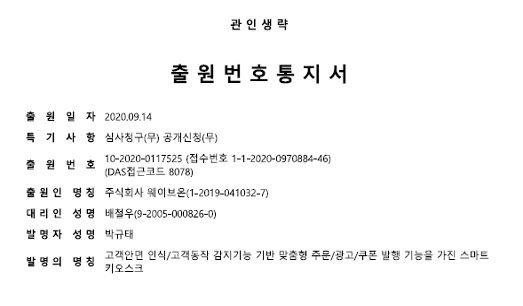 관 인 생 략
출 원 번 호 통 지 서
출 원 일 자 2020.09.14
특 기 사 항 심사청구(무) 공개신청(무)
출 원 번 호 10-2020-0117525 (접수번호 1-1-2020-0970884-46)
(DAS접근코드 8078)
출 원 인 명 칭 주식회사 웨이브온(1-2019-041032-7)
대 리 인 성 명 배철우(9-2005-000826-0)
발 명 자 성 명 박규태
발 명 의 명 칭 고객안면 인식/고객동작 감지기능 기반 맞춤형 주문/광고/쿠폰 발행 기능을 가진 스마트
키오스크